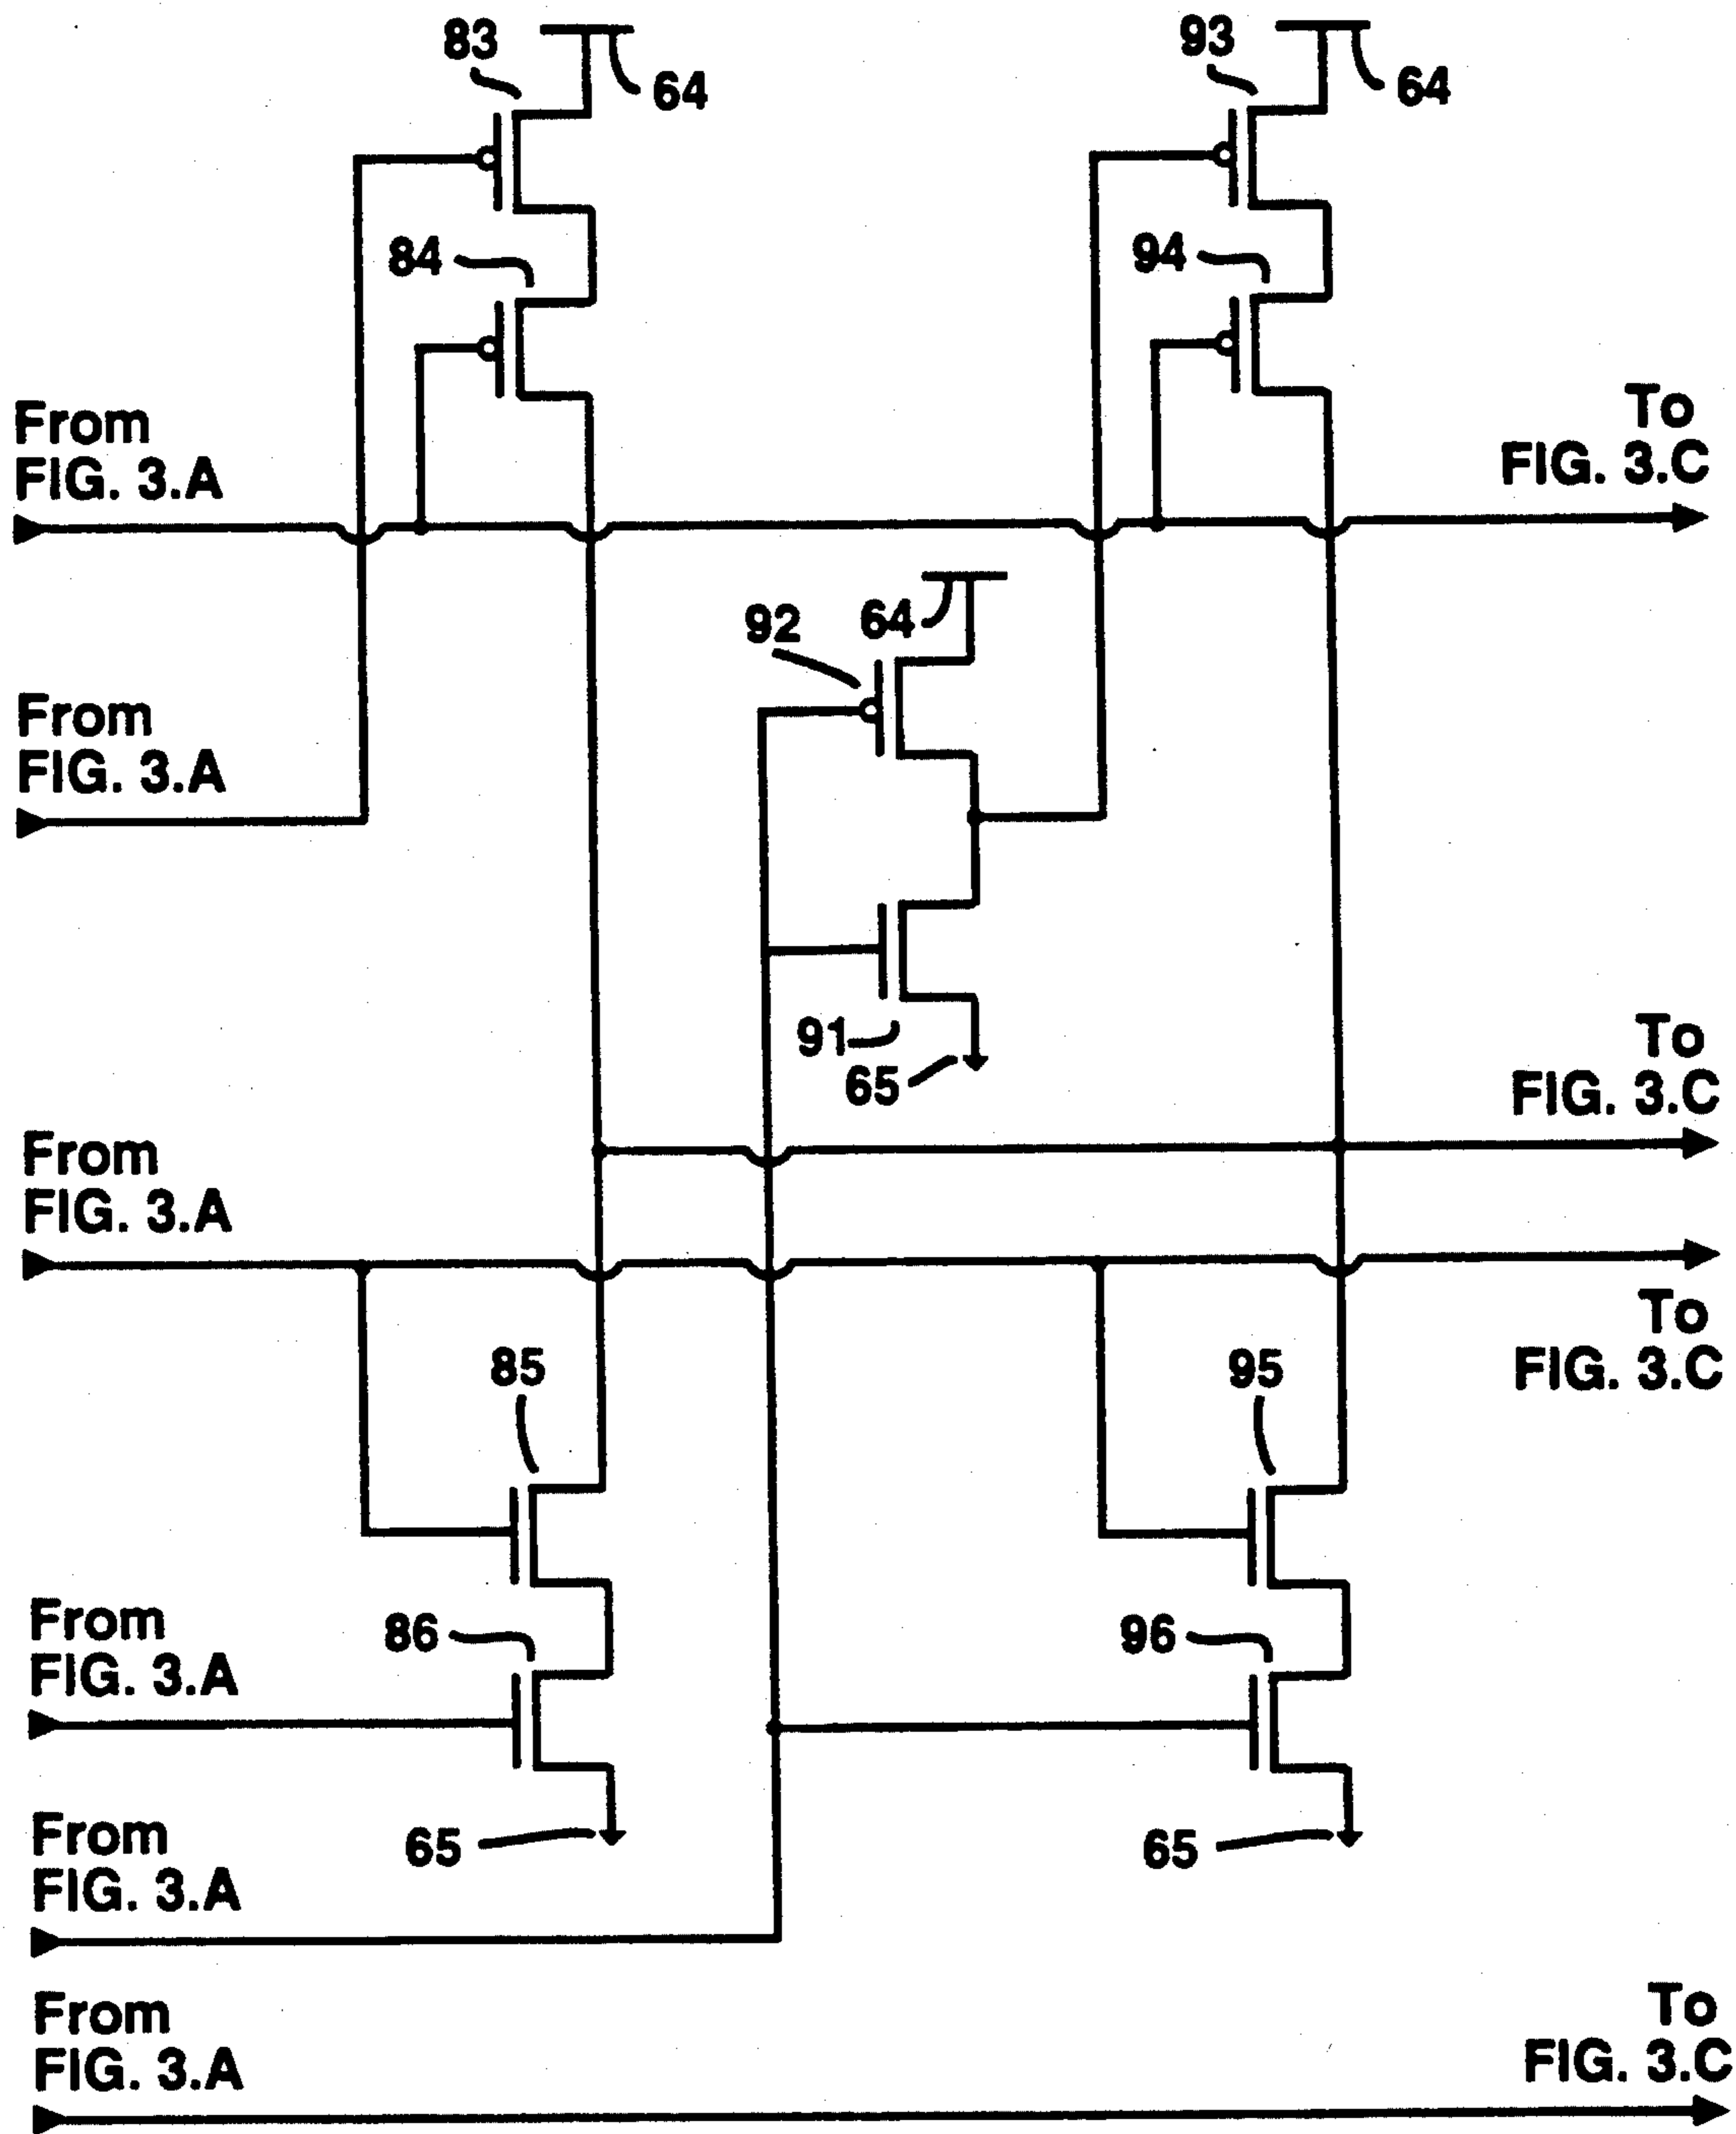 83
64
93
64
84
94
From
FIG. 3.A
To
FIG. 3.C
92
64
From
FIG. 3.A
91
65
To
FIG. 3.C
From
FIG. 3.A
To
FIG. 3.C
85
95
From
FIG. 3.A
86
96
65
65
From
FIG. 3.A
From
FIG. 3.A
To
FIG. 3.C